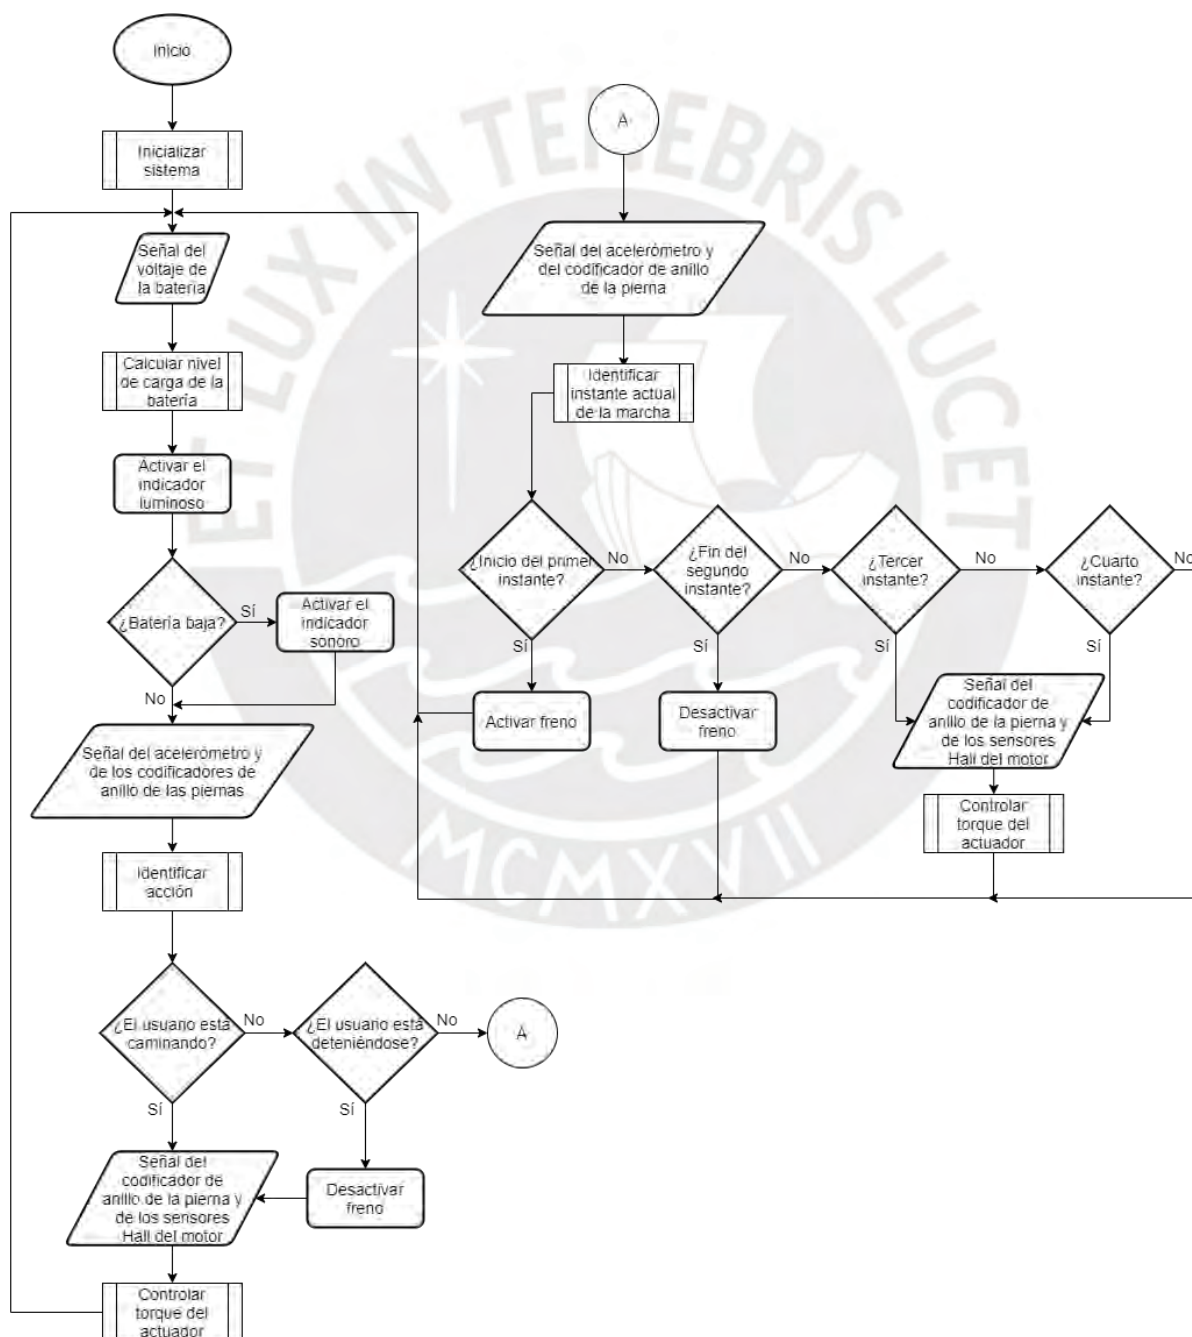 Inicio
Inicializar
sistema
Señal del
voltaje de
la batería
Calcular nivel
de carga de la
batería
Activar el
indicador
luminoso
¿Batería baja?
Sí
Activar el
indicador
sonoro
No
Señal del acelerómetro y
de los codificadores de
anillo de las piernas
Identificar
acción
¿El usuario está
caminando?
No
¿El usuario está
deteniéndose?
No
A
Sí
Sí
Señal del
codificador de
anillo de la pierna y
de los sensores
Hall del motor
Desactivar
freno
Controlar
torque del
actuador
A
Señal del acelerómetro y
del codificador de anillo
de la pierna
Identificar
instante actual
de la marcha
¿Inicio del primer
instante?
No
¿Fin del
segundo
instante?
No
¿Tercer
instante?
No
¿Cuarto
instante?
No
Sí
Sí
Sí
Sí
Activar freno
Desactivar
freno
Señal del
codificador de
anillo de la pierna y
de los sensores
Hall del motor
Controlar
torque del
actuador
ET LUX IN TENEBRIS LUCET
MCMXVII